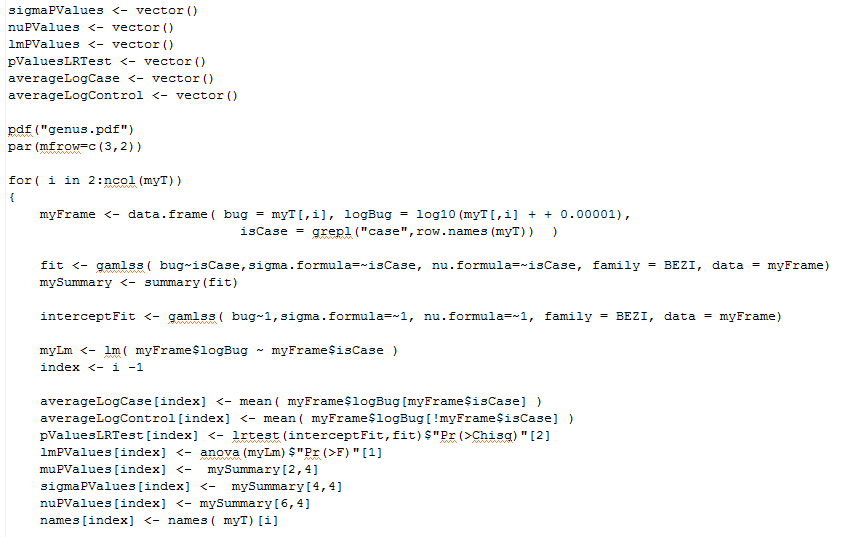 sigmaPValues <- vector()
nuPValues <- vector()
lmPValues <- vector()
pValuesLRTest <- vector()
averageLogCase <- vector()
averageLogControl <- vector()
pdf("genus.pdf")
par(mfrow=c(3,2))
for( i in 2:ncol(myT))
{
myFrame <- data.frame( bug = myT[,i], logBug = log10(myT[,i] + + 0.00001),
isCase = grepl("case",row.names(myT))  )
fit <- gamlss( bug~isCase,sigma.formula=~isCase, nu.formula=~isCase, family = BEZI, data = myFrame)
mySummary <- summary(fit)
interceptFit <- gamlss( bug~1,sigma.formula=~1, nu.formula=~1, family = BEZI, data = myFrame)
myLm <- lm( myFrame$logBug ~ myFrame$isCase )
index <- i -1
averageLogCase[index] <- mean( myFrame$logBug[myFrame$isCase] )
averageLogControl[index] <- mean( myFrame$logBug[!myFrame$isCase] )
pValuesLRTest[index] <- lrtest(interceptFit,fit)$"Pr(>Chisq)"[2]
lmPValues[index] <- anova(myLm)$"Pr(>F)"[1]
muPValues[index] <-  mySummary[2,4]
sigmaPValues[index] <-  mySummary[4,4]
nuPValues[index] <- mySummary[6,4]
names[index] <- names( myT)[i]